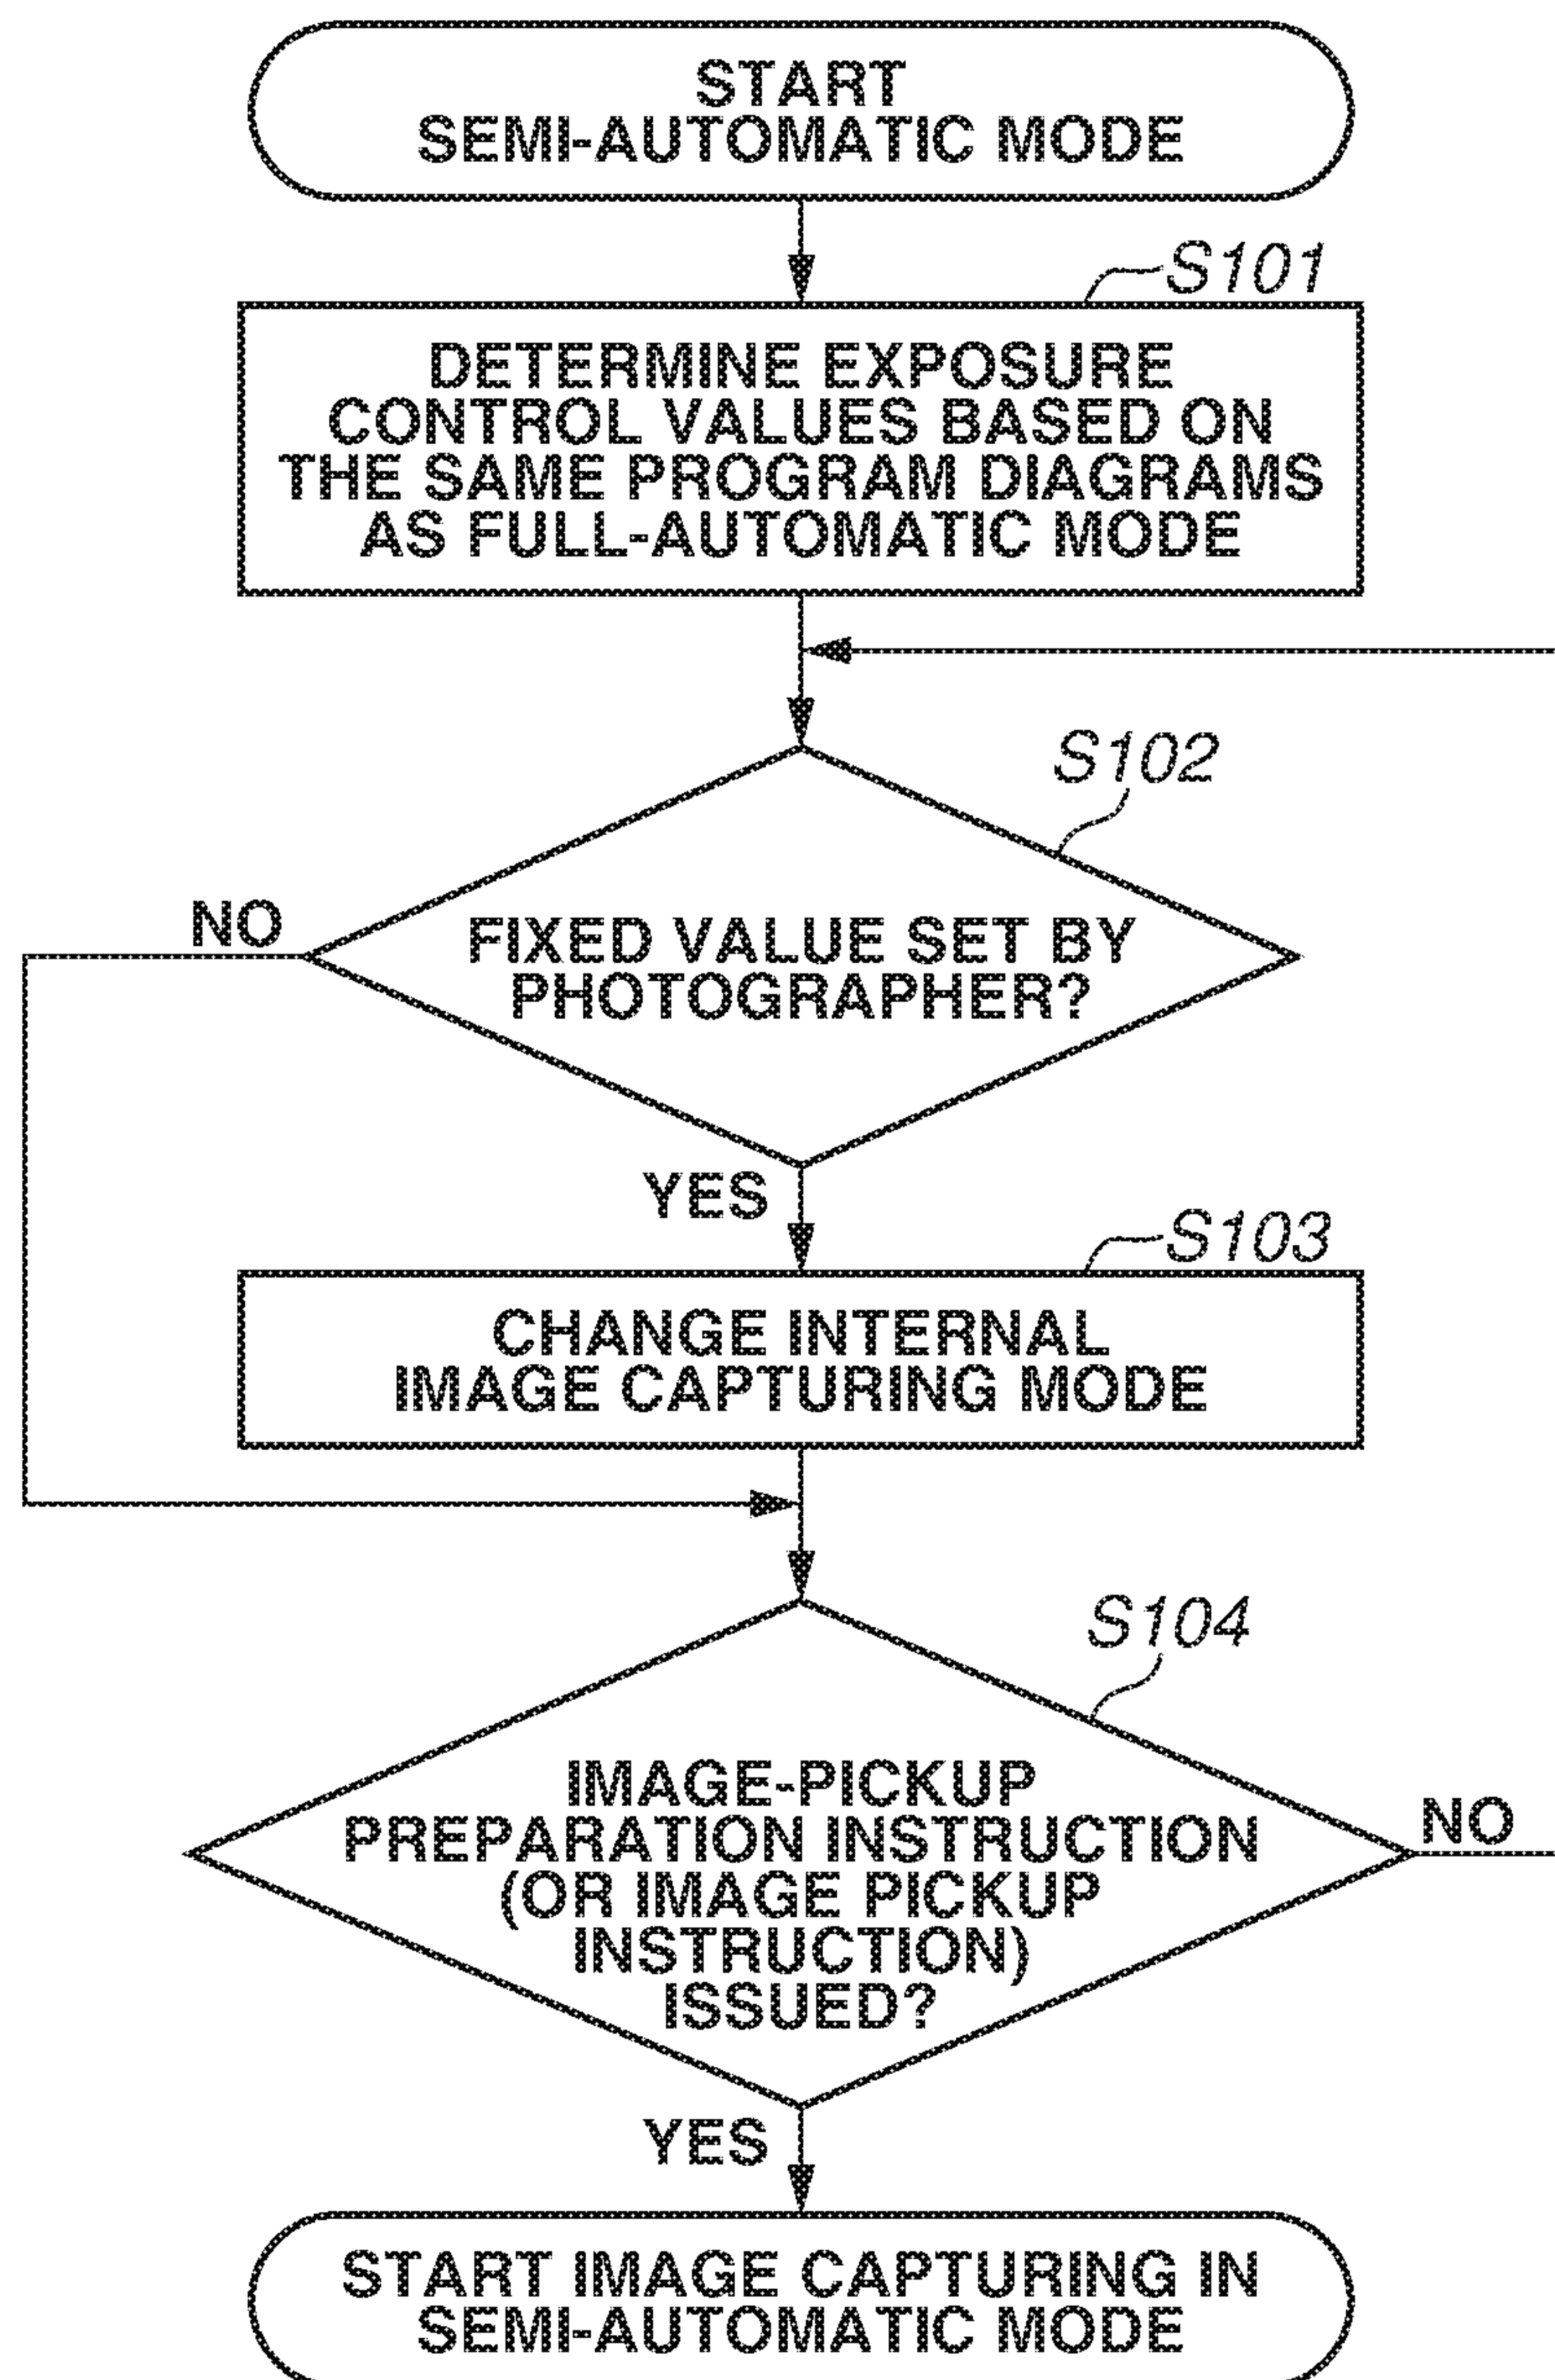 START
SEMI-AUTOMATIC MODE
S101
DETERMINE EXPOSURE
CONTROL VALUES BASED ON
THE SAME PROGRAM DIAGRAMS
AS FULL-AUTOMATIC MODE
S102
NO
FIXED VALUE SET BY
PHOTOGRAPHER?
YES
S103
CHANGE INTERNAL
IMAGE CAPTURING MODE
S104
IMAGE-PICKUP
PREPARATION INSTRUCTION
(OR IMAGE PICKUP
INSTRUCTION)
ISSUED?
NO
YES
START IMAGE CAPTURING IN
SEMI-AUTOMATIC MODE